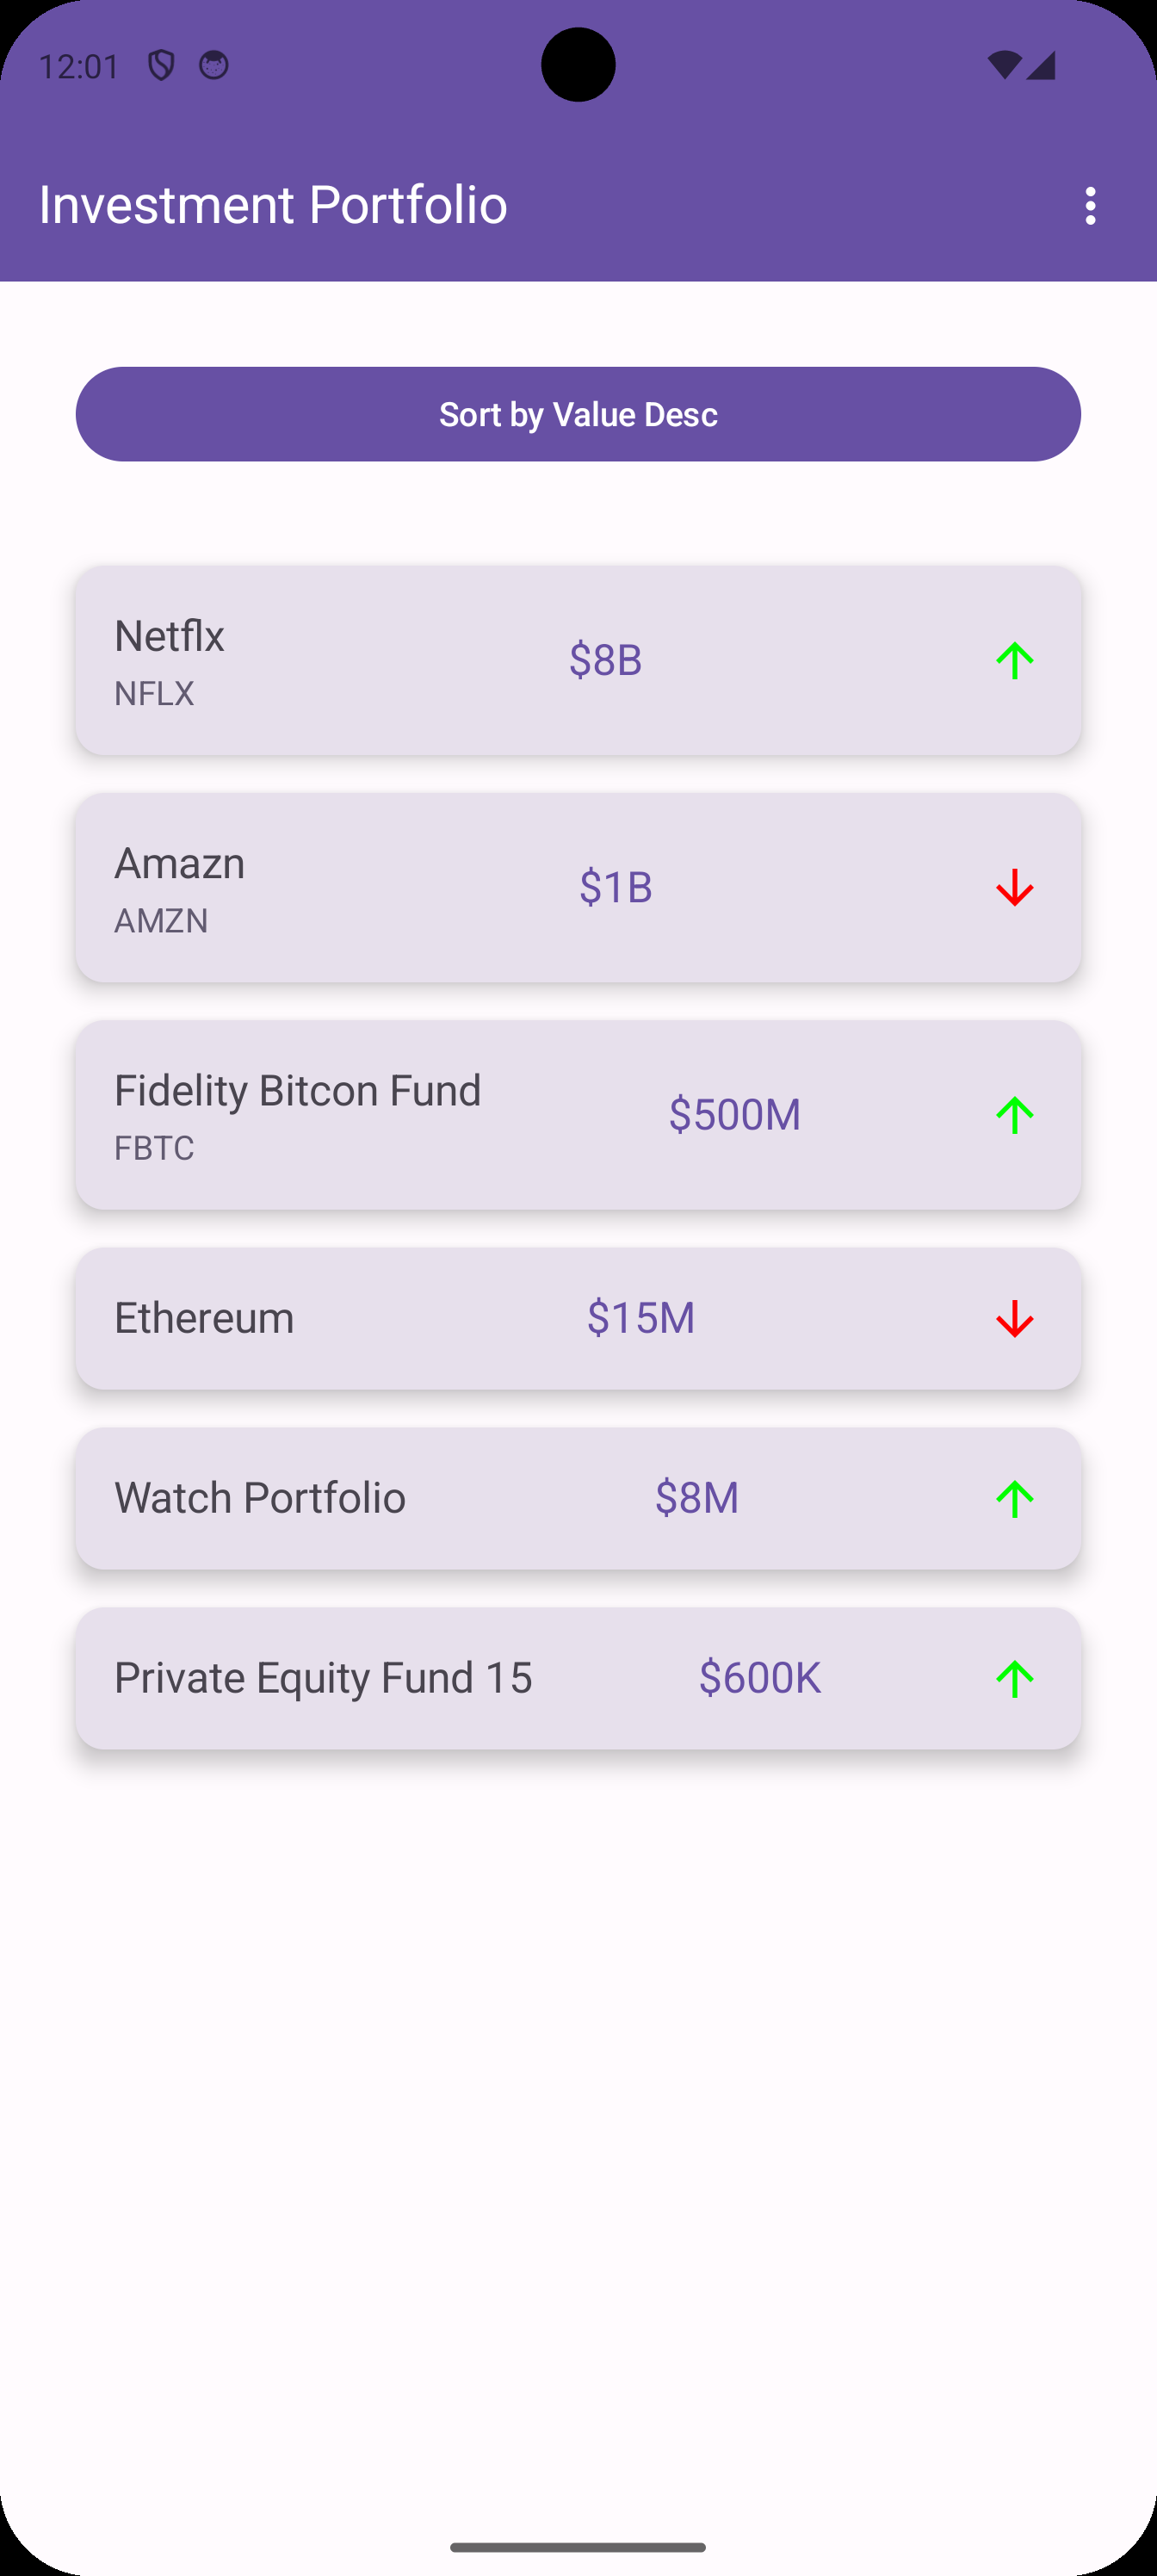 12:01
Investment Portfolio
Sort by Value Desc
Netflx
NFLX
$8B
Amazn
AMZN
$1B
Fidelity Bitcon Fund
FBTC
$500M
Ethereum
$15M
Watch Portfolio
$8M
Private Equity Fund 15
$600K